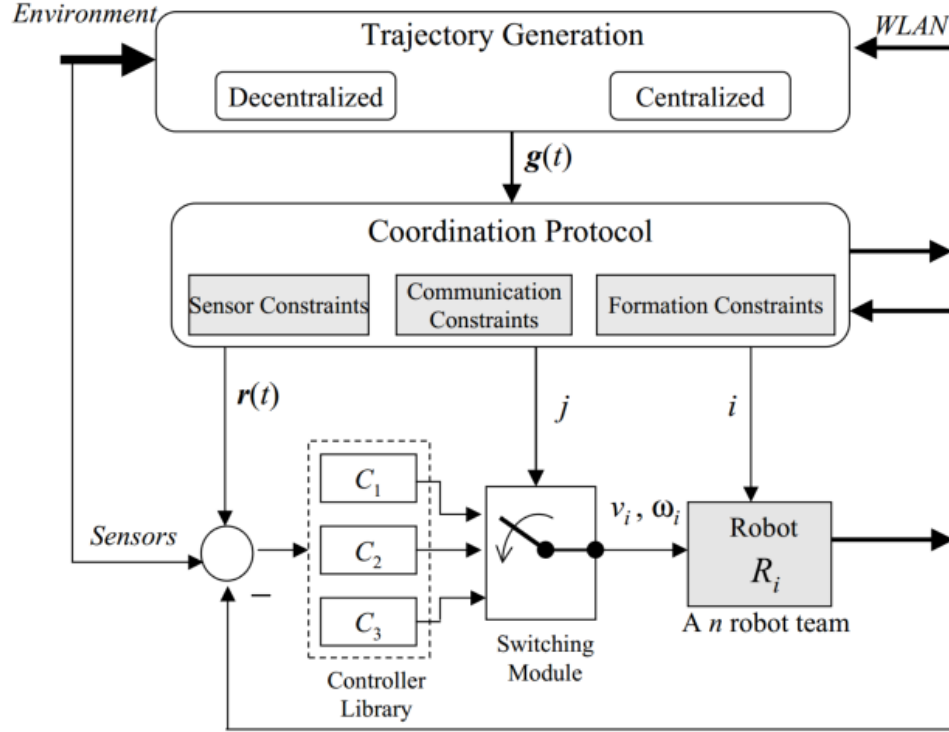 Environment
Trajectory Generation
WLAN
Decentralized
Centralized
g(t)
Coordination Protocol
Sensor Constraints
Communication
Constraints
Formation Constraints
r(t)
j
i
C₁
C₂
C₃
Sensors
−
vᵢ , ωᵢ
Robot
Rᵢ
A n robot team
Switching
Module
Controller
Library